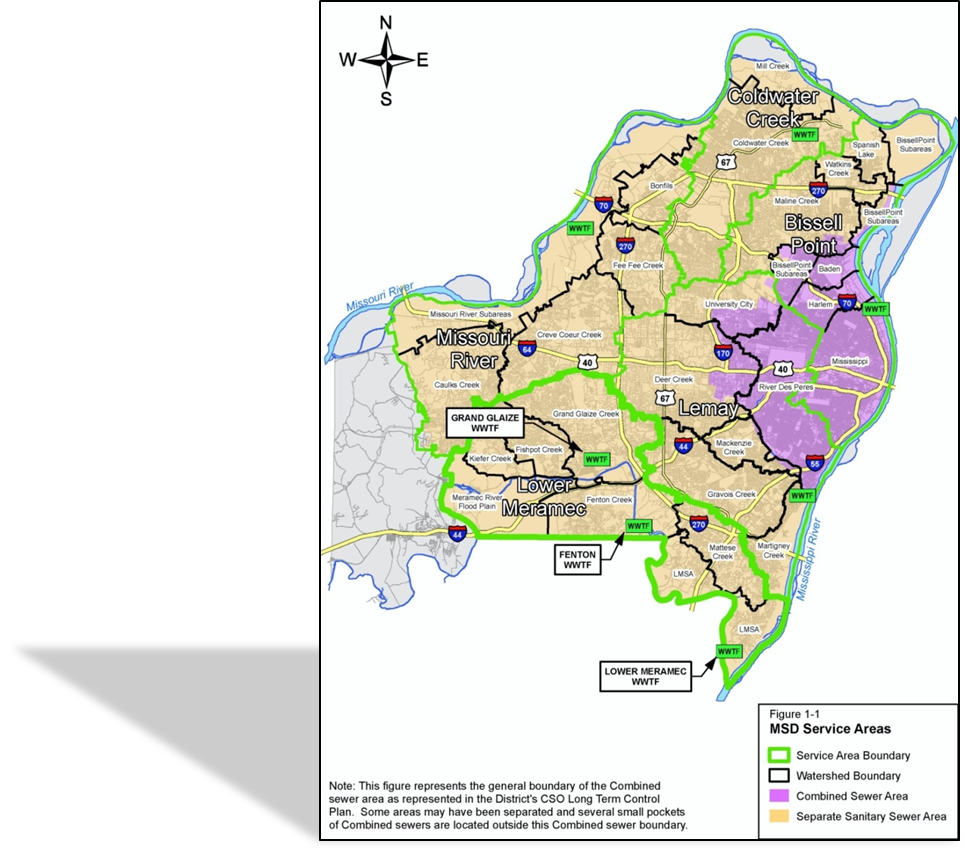 N
W E
S
Mill Creek
Coldwater
Creek
WWTF
Coldwater Creek
Spanish
Lake
BissellPoint
Subareas
67
Watkins
Creek
Bonfils
270
70
Maline Creek
BissellPoint
Subareas
Bissell
Point
WWTF
270
Fee Fee Creek
BissellPoint
Subareas
Baden
Missouri River
University City
Harlem
70
WWTF
Missouri River Subareas
Creve Coeur Creek
Missouri
River
64
170
40
40
Mississippi
Caulks Creek
Deer Creek
River Des Peres
67
Lemay
GRAND GLAIZE
WWTF
Grand Glaize Creek
44
Mackenzie
Creek
Fishpot Creek
Kiefer Creek
WWTF
55
Lower
Meramec
Meramec River
Flood Plain
Fenton Creek
Gravois Creek
WWTF
44
WWTF
270
FENTON
WWTF
Mattese
Creek
Martigney
Creek
Mississippi River
LMSA
LMSA
WWTF
LOWER MERAMEC
WWTF
Figure 1-1
MSD Service Areas
Service Area Boundary
Watershed Boundary
Combined Sewer Area
Separate Sanitary Sewer Area
Note: This figure represents the general boundary of the Combined
sewer area as represented in the District's CSO Long Term Control
Plan. Some areas may have been separated and several small pockets
of Combined sewers are located outside this Combined sewer boundary.